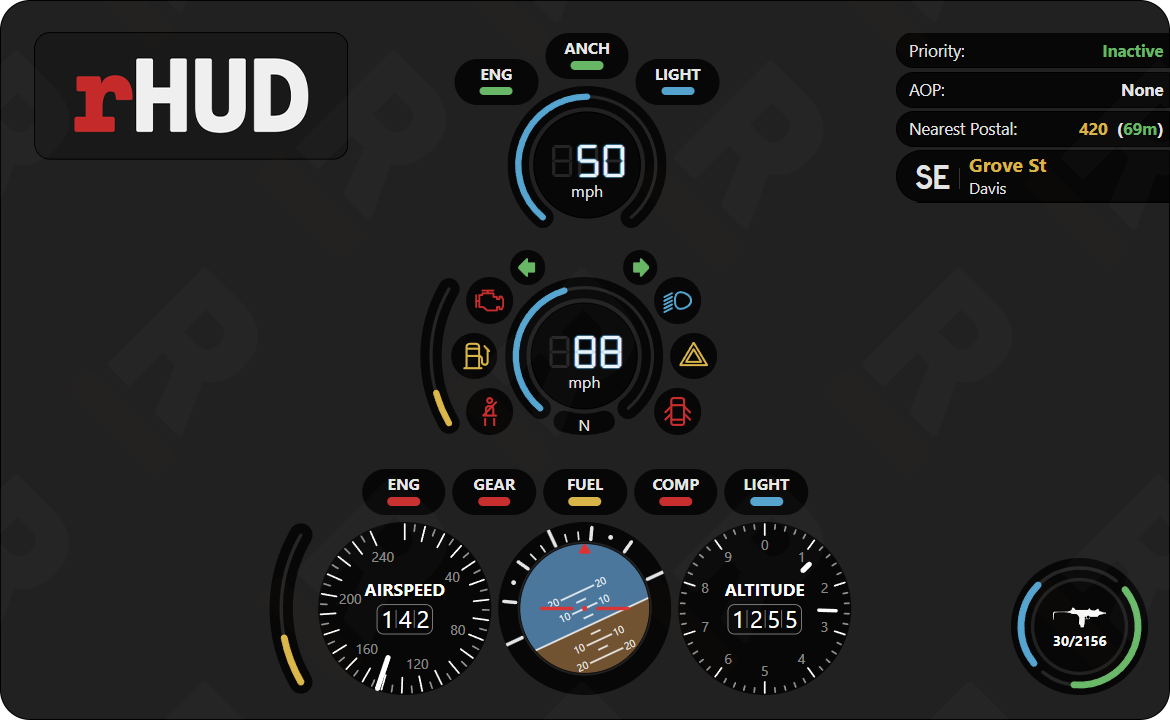 rHUD
ENG
ANCH
LIGHT
50
mph
Priority: Inactive
AOP: None
Nearest Postal: 420 (69m)
SE
Grove St
Davis
88
mph
N
ENG
GEAR
FUEL
COMP
LIGHT
240
40
200
80
160
120
AIRSPEED
142
20
20
10
10
10
10
20
20
0
1
2
3
4
5
6
7
8
9
ALTITUDE
1255
30/2156